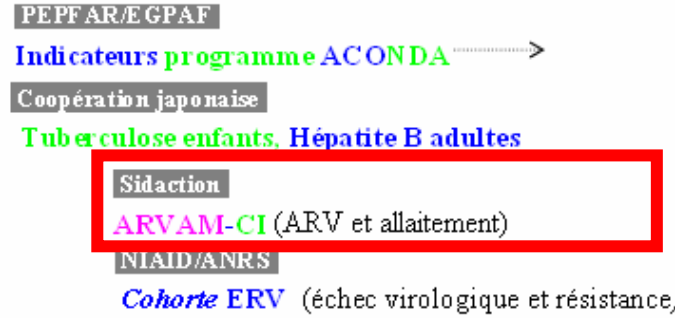 PEPFAR/EGPAF
Indicateurs programme ACONDA
Coopération japonaise
Tuberculose enfants, Hépatite B adultes
Sidaction
ARVAM-CI (ARV et allaitement)
NIAID/ANRS
Cohorte ERV (échec virologique et résistance,